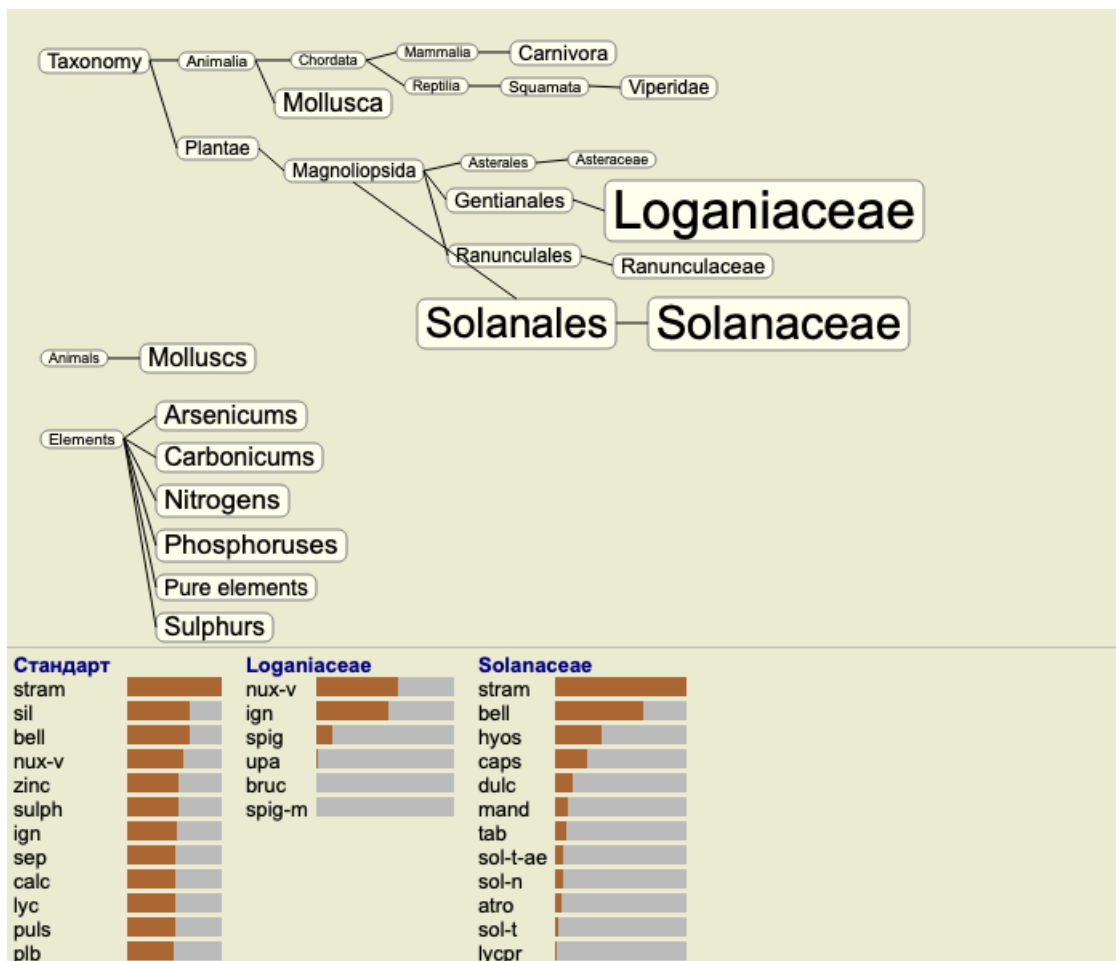 Taxonomy
Animalia
Chordata
Mammalia
Carnivora
Reptilia
Squamata
Viperidae
Mollusca
Plantae
Magnoliopsida
Asterales
Asteraceae
Gentianales
Loganiaceae
Ranunculales
Ranunculaceae
Solanales
Solanaceae
Animals
Molluscs
Elements
Arsenicums
Carbonicums
Nitrogens
Phosphoruses
Pure elements
Sulphurs
Стандарт
stram
sil
bell
nux-v
zinc
sulph
ign
sep
calc
lyc
puls
plb
Loganiaceae
nux-v
ign
spig
upa
bruc
spig-m
Solanaceae
stram
bell
hyos
caps
dulc
mand
tab
sol-t-ae
sol-n
atro
sol-t
lycpr